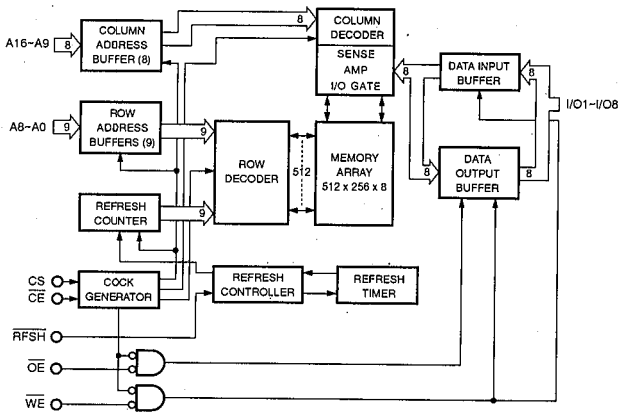 A16~A9
8
COLUMN
ADDRESS
BUFFER (8)
8
COLUMN
DECODER
SENSE
AMP
I/O GATE
8
8
DATA INPUT
BUFFER
8
I/O1~I/O8
A8~A0
9
ROW
ADDRESS
BUFFERS (9)
9
ROW
DECODER
512
MEMORY
ARRAY
512 x 256 x 8
8
DATA
OUTPUT
BUFFER
8
REFRESH
COUNTER
9
CS
CE
COCK
GENERATOR
REFRESH
CONTROLLER
REFRESH
TIMER
RFSH
OE
WE